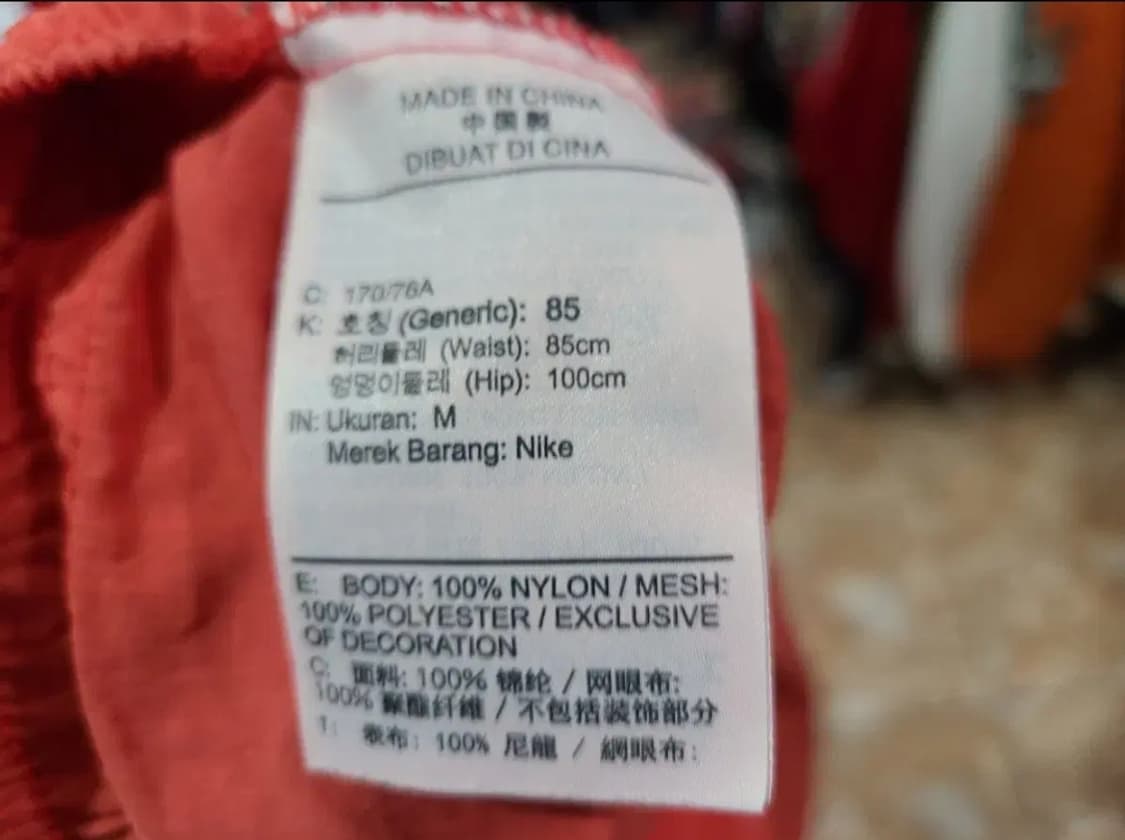 MADE IN CHINA
中国製
DIBUAT DI CINA
C: 170/76A
K: 호칭 (Generic): 85
허리둘레 (Waist): 85cm
엉덩이둘레 (Hip): 100cm
IN: Ukuran: M
Merek Barang: Nike
E: BODY: 100% NYLON / MESH:
100% POLYESTER / EXCLUSIVE
OF DECORATION
C: 面料: 100% 锦纶 / 网眼布:
100% 聚酯纤维 / 不包括装饰部分
T: 表布: 100% 尼龍 / 網眼布: